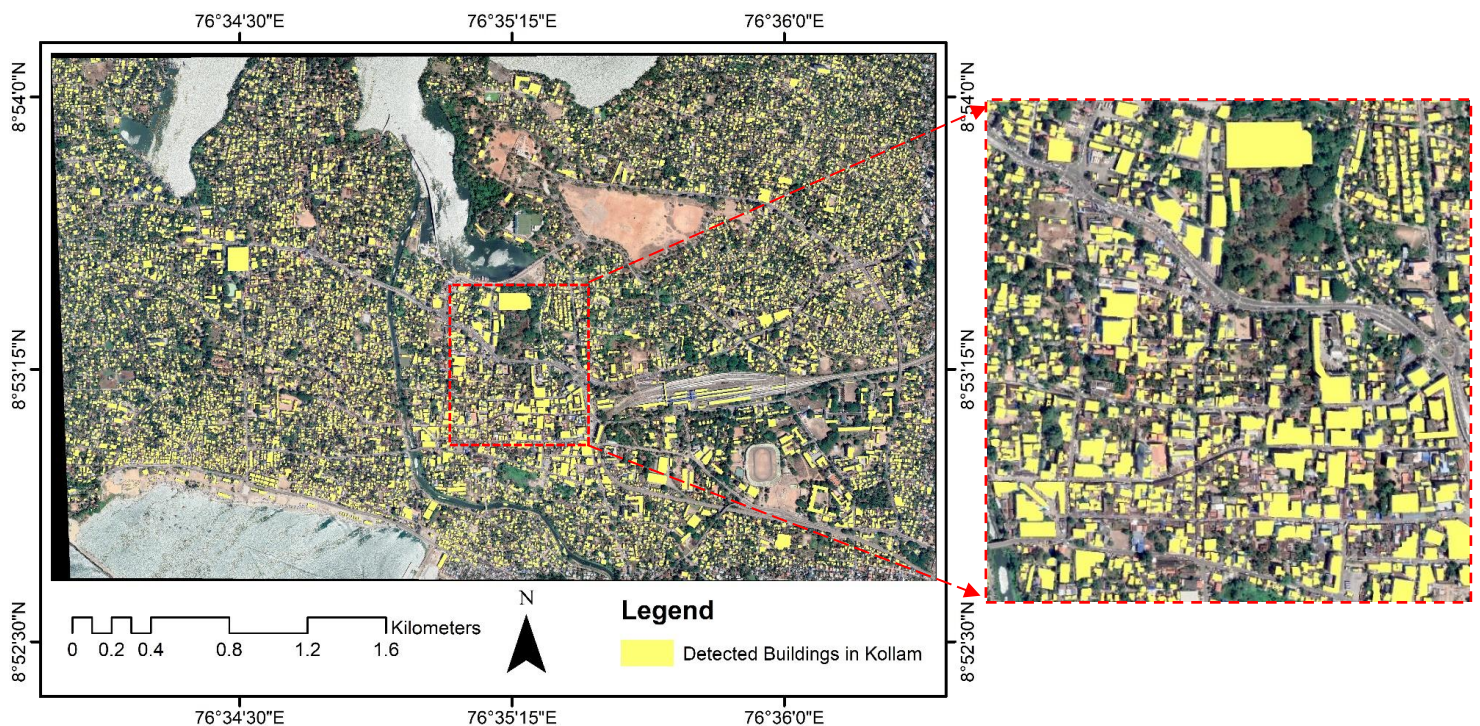 76°34'30"E 76°35'15"E 76°36'0"E
8°54'0"N 8°54'0"N
8°53'15"N 8°53'15"N
8°52'30"N 8°52'30"N
N
Legend
Kilometers
0 0.2 0.4 0.8 1.2 1.6
Detected Buildings in Kollam
76°34'30"E 76°35'15"E 76°36'0"E